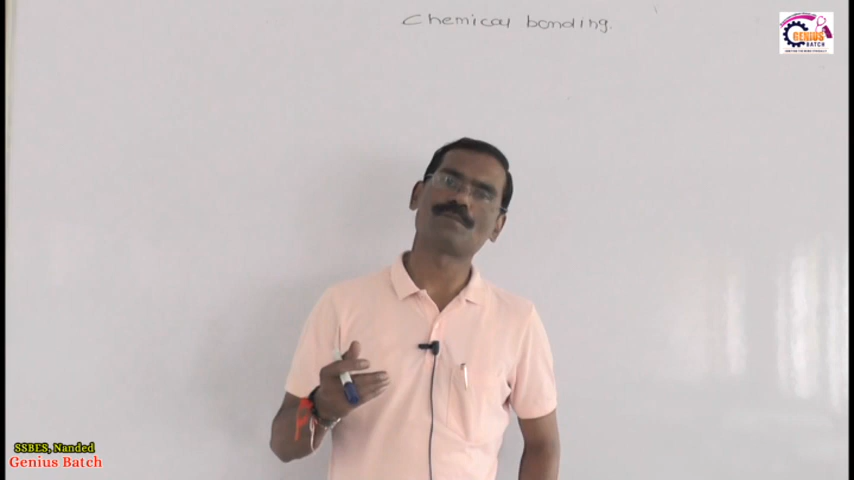 Chemical bonding.
GENIUS
BATCH
SSBES, Nanded
Genius Batch